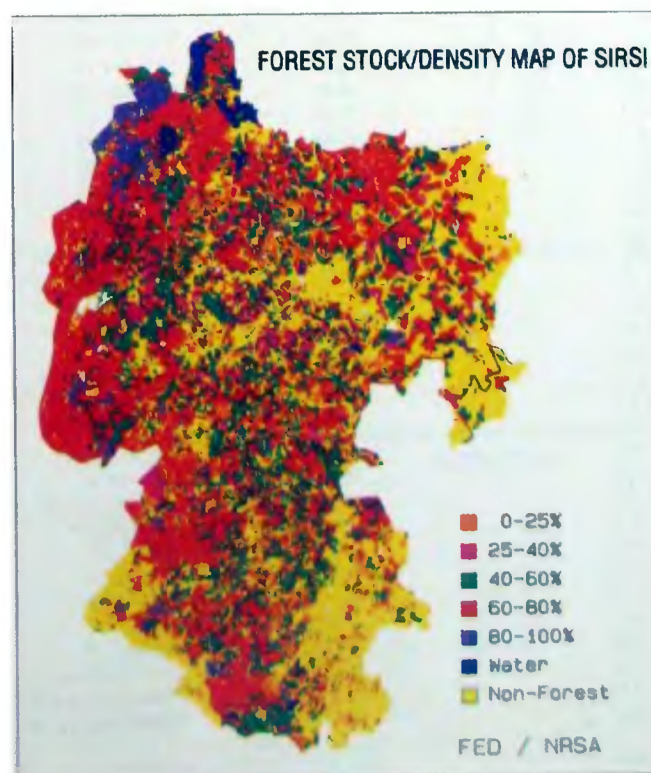 FOREST STOCK/DENSITY MAP OF SIRSI
0-25%
25-40%
40-60%
60-80%
80-100%
Water
Non-Forest
FED / NRSA